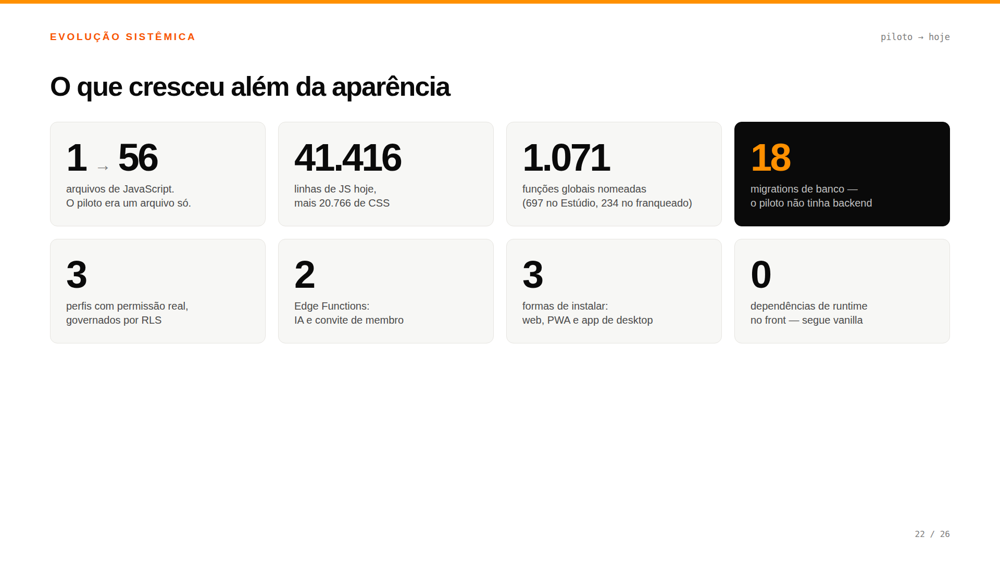 EVOLUÇÃO SISTÊMICA
piloto → hoje
O que cresceu além da aparência
1 → 56
arquivos de JavaScript.
O piloto era um arquivo só.
41.416
linhas de JS hoje,
mais 20.766 de CSS
1.071
funções globais nomeadas
(697 no Estúdio, 234 no franqueado)
18
migrations de banco —
o piloto não tinha backend
3
perfis com permissão real,
governados por RLS
2
Edge Functions:
IA e convite de membro
3
formas de instalar:
web, PWA e app de desktop
0
dependências de runtime
no front — segue vanilla
22 / 26